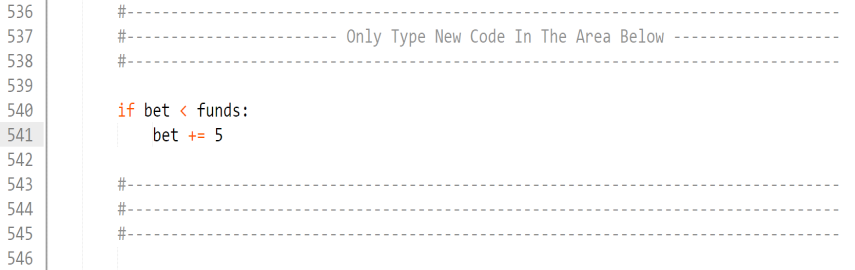 536 #---------------------------------------------------------------------------------
537 #------------------------ Only Type New Code In The Area Below -------------------
538 #---------------------------------------------------------------------------------
539
540 if bet < funds:
541     bet += 5
542
543 #---------------------------------------------------------------------------------
544 #---------------------------------------------------------------------------------
545 #---------------------------------------------------------------------------------
546